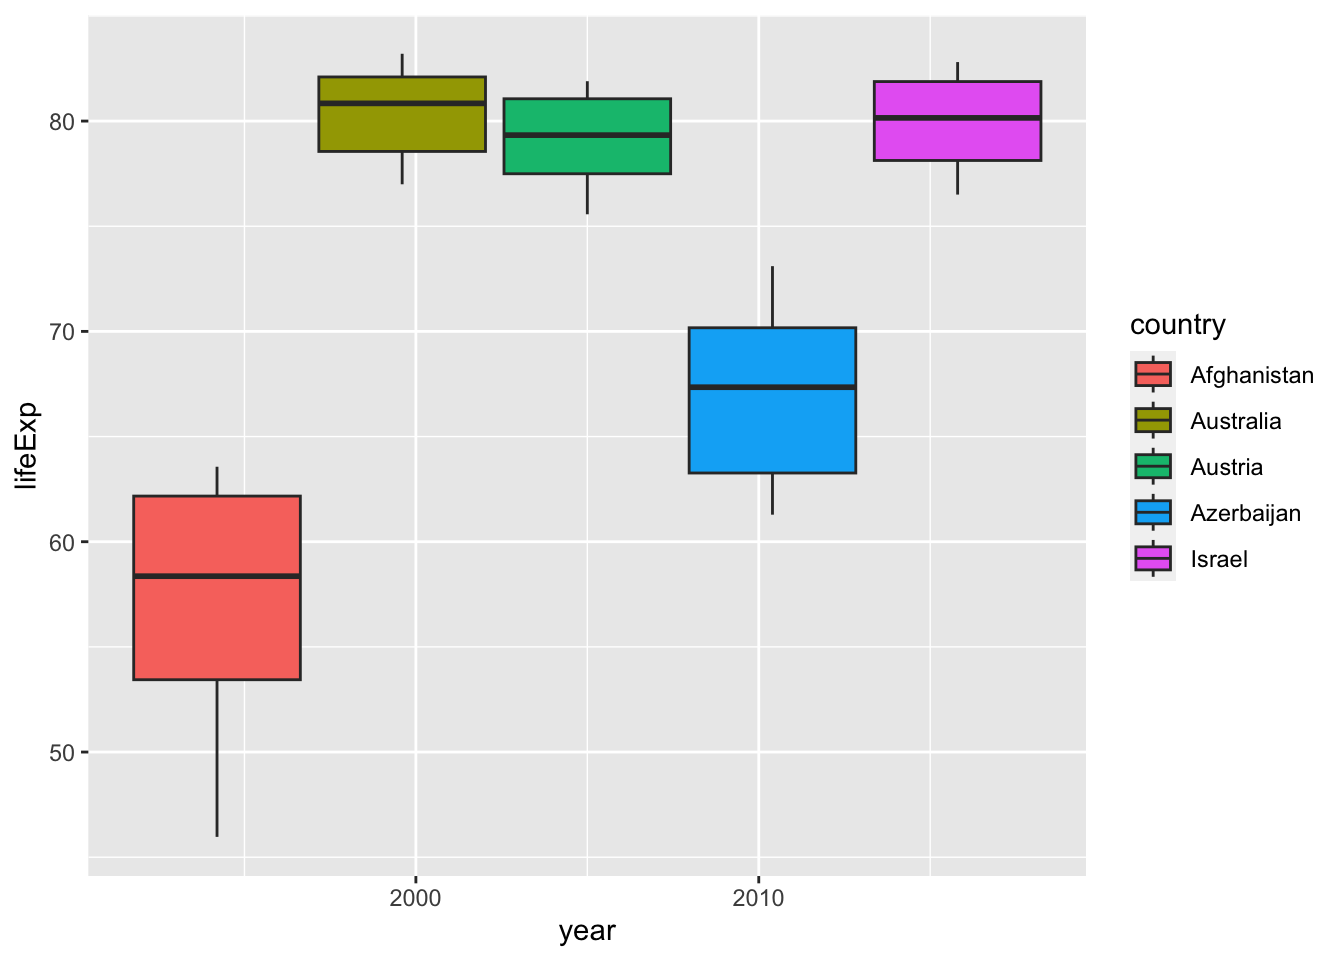 80
70
60
50
lifeExp
2000
2010
year
country
Afghanistan
Australia
Austria
Azerbaijan
Israel